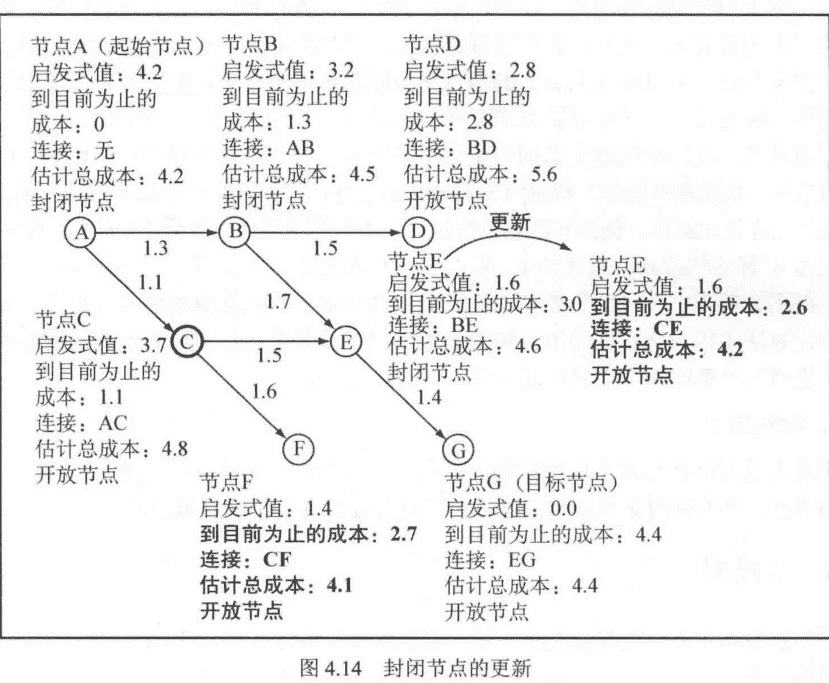 节点A（起始节点）
启发式值：4.2
到目前为止的
成本：0
连接：无
估计总成本：4.2
封闭节点
节点B
启发式值：3.2
到目前为止的
成本：1.3
连接：AB
估计总成本：4.5
封闭节点
节点D
启发式值：2.8
到目前为止的
成本：2.8
连接：BD
估计总成本：5.6
开放节点
A
1.3
B
1.5
D
更新
1.1
1.7
节点E
启发式值：1.6
到目前为止的成本：3.0
连接：BE
估计总成本：4.6
封闭节点
节点E
启发式值：1.6
到目前为止的成本：2.6
连接：CE
估计总成本：4.2
开放节点
节点C
启发式值：3.7
到目前为止的
成本：1.1
连接：AC
估计总成本：4.8
开放节点
C
1.5
E
1.6
1.4
F
G
节点F
启发式值：1.4
到目前为止的成本：2.7
连接：CF
估计总成本：4.1
开放节点
节点G（目标节点）
启发式值：0.0
到目前为止的成本：4.4
连接：EG
估计总成本：4.4
开放节点
图 4.14 封闭节点的更新